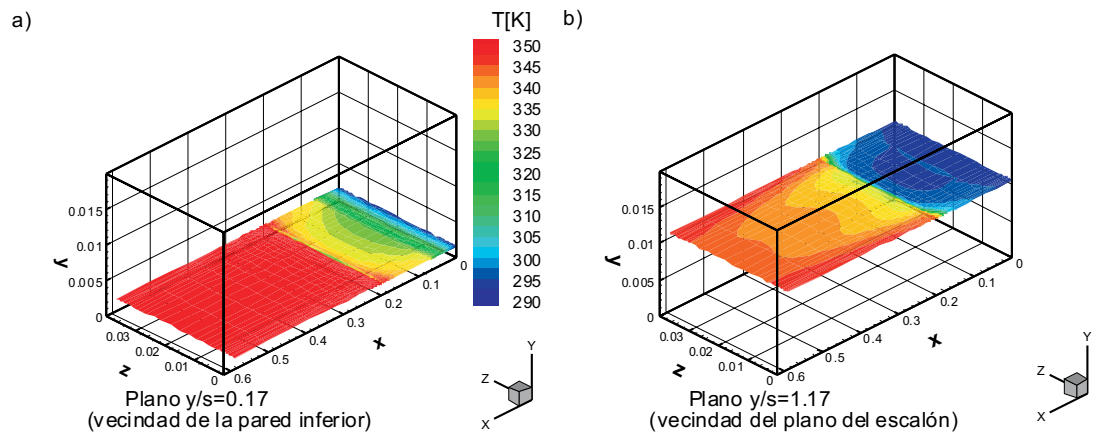 a)
T[K]
350
345
340
335
330
325
320
315
310
305
300
295
290
0.015
0.01
0.005
0
y
0.03
0.02
0.01
0
z
0.6
0.5
0.4
0.3
0.2
0.1
0
x
Y
Z
X
Plano y/s=0.17
(vecindad de la pared inferior)
b)
0.015
0.01
0.005
0
y
0.03
0.02
0.01
0
z
0.6
0.5
0.4
0.3
0.2
0.1
0
x
Y
Z
X
Plano y/s=1.17
(vecindad del plano del escalón)